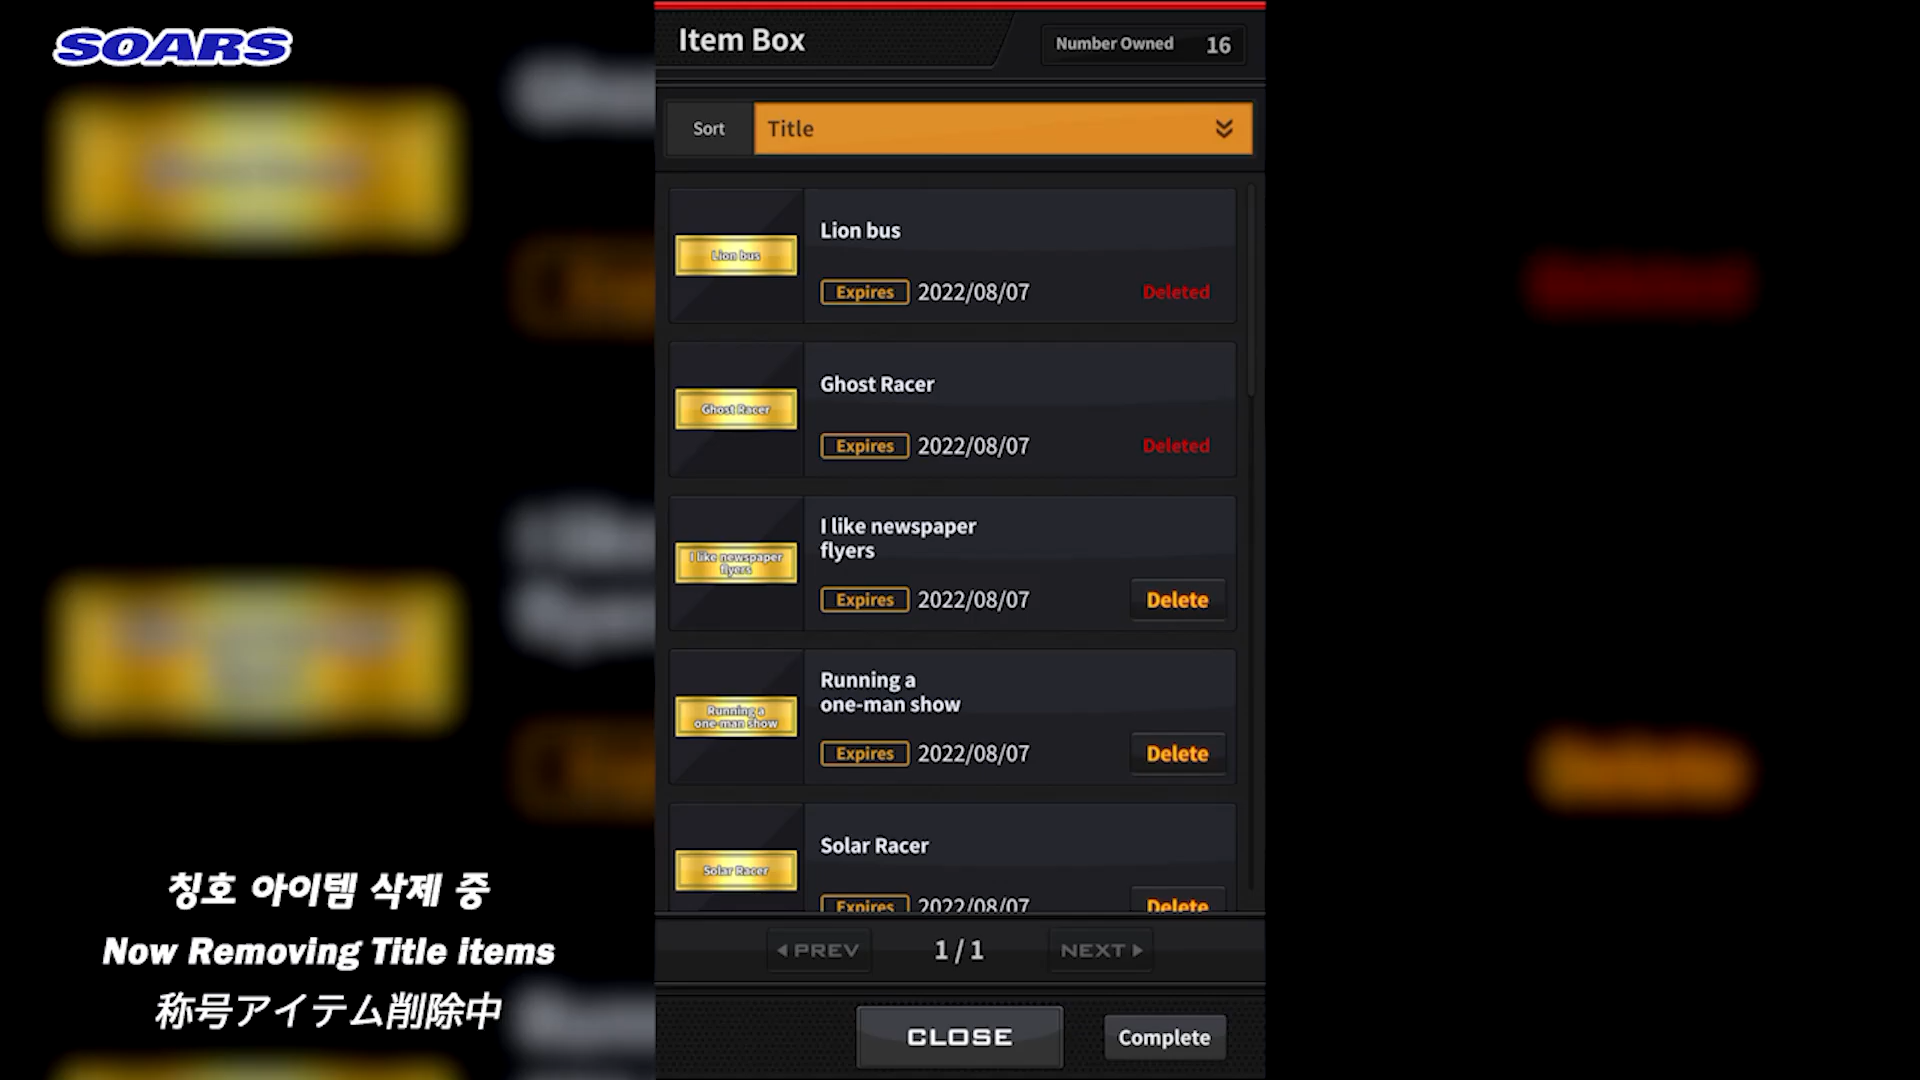 SOARS
Item Box
Number Owned 16
Sort Title
Lion bus
Lion bus
Expires 2022/08/07 Deleted
Ghost Racer
Ghost Racer
Expires 2022/08/07 Deleted
I like newspaper
flyers
I like newspaper
flyers
Expires 2022/08/07 Delete
Running a
one-man show
Running a
one-man show
Expires 2022/08/07 Delete
Solar Racer
Solar Racer
Expires 2022/08/07 Delete
PREV 1 / 1 NEXT
CLOSE Complete
칭호 아이템 삭제 중
Now Removing Title items
称号アイテム削除中